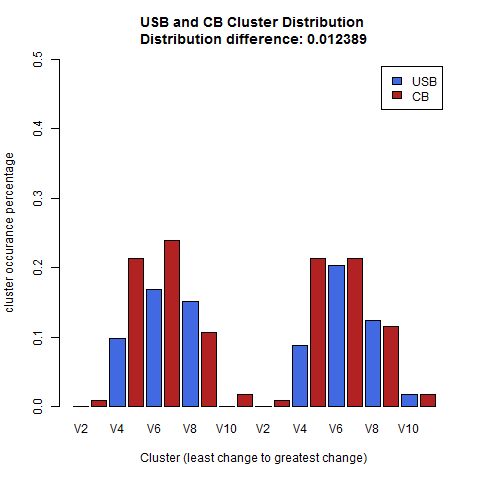 USB and CB Cluster Distribution
Distribution difference: 0.012389
USB
CB
cluster occurance percentage
0.5
0.4
0.3
0.2
0.1
0.0
V2 V4 V6 V8 V10 V2 V4 V6 V8 V10
Cluster (least change to greatest change)